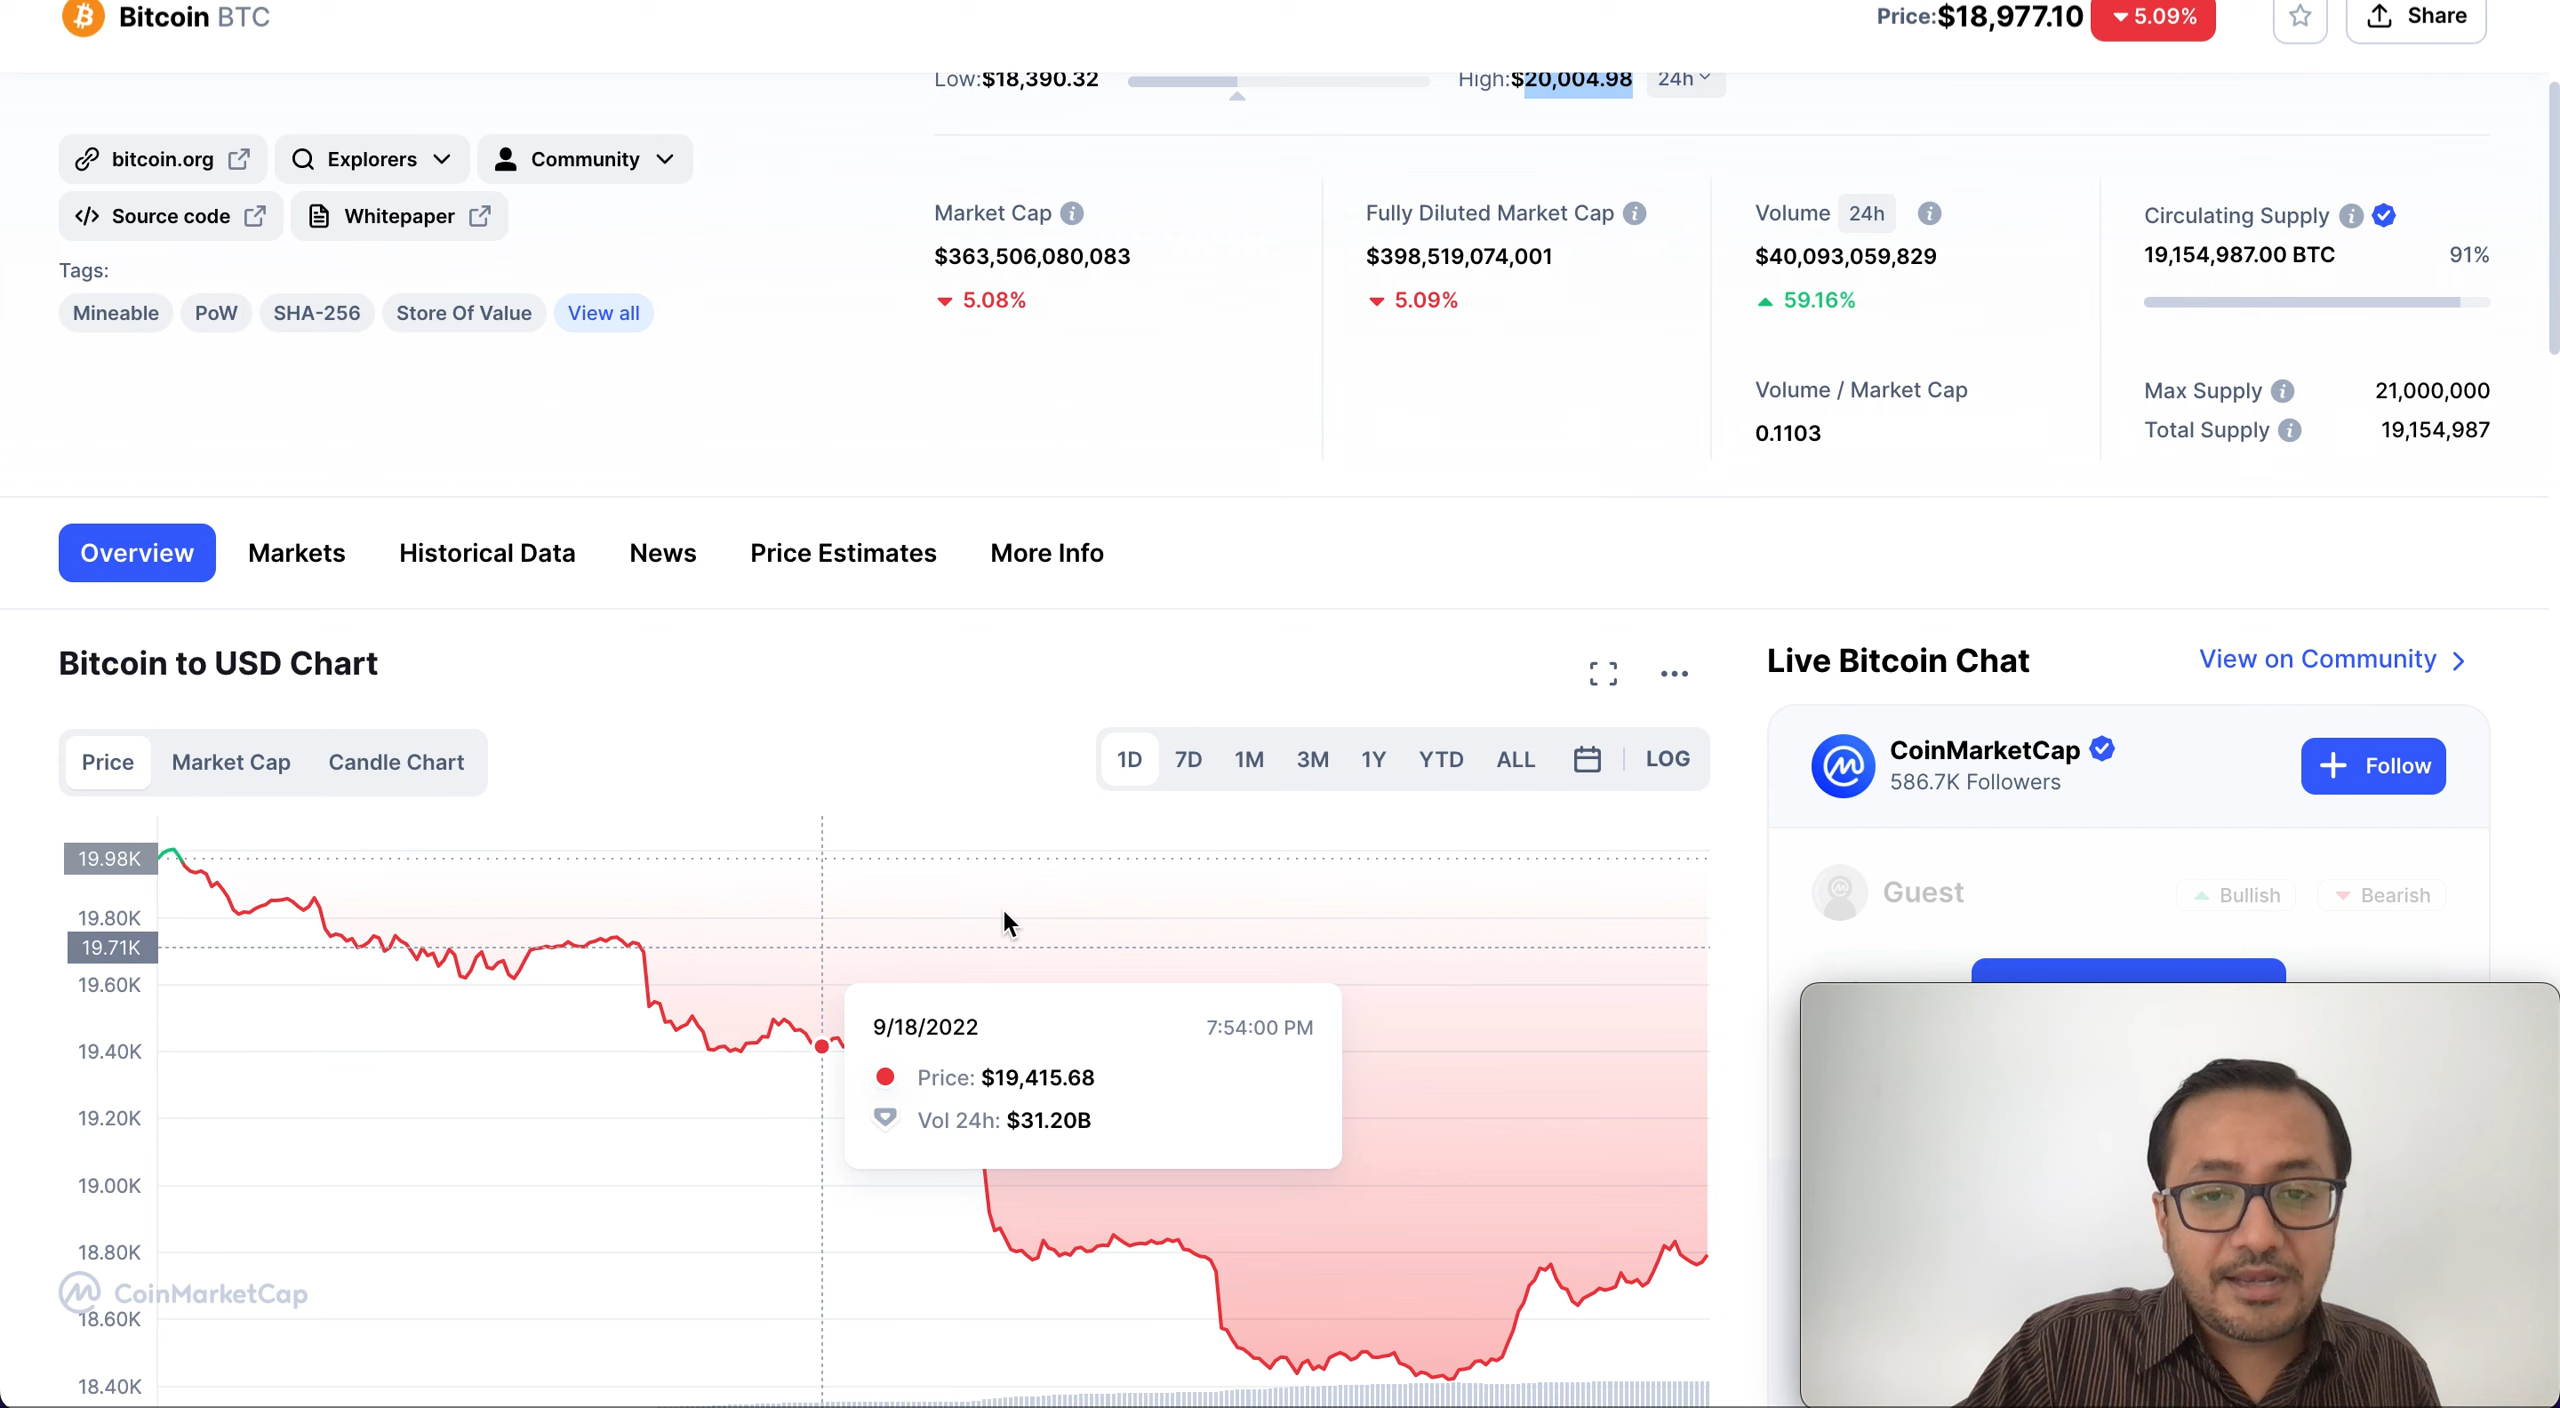 Bitcoin BTC
Price:$18,977.10 5.09%
Share
Low:$18,390.32
High:$20,004.98
24h
bitcoin.org
Explorers
Community
Source code
Whitepaper
Tags:
Mineable
PoW
SHA-256
Store Of Value
View all
Market Cap
$363,506,080,083
5.08%
Fully Diluted Market Cap
$398,519,074,001
5.09%
Volume 24h
$40,093,059,829
59.16%
Volume / Market Cap
0.1103
Circulating Supply
19,154,987.00 BTC 91%
Max Supply 21,000,000
Total Supply 19,154,987
Overview
Markets
Historical Data
News
Price Estimates
More Info
Bitcoin to USD Chart
Price
Market Cap
Candle Chart
1D 7D 1M 3M 1Y YTD ALL LOG
19.98K
19.80K
19.71K
19.60K
19.40K
19.20K
19.00K
18.80K
18.60K
18.40K
9/18/2022 7:54:00 PM
Price: $19,415.68
Vol 24h: $31.20B
CoinMarketCap
Live Bitcoin Chat
View on Community
CoinMarketCap
586.7K Followers
Follow
Guest
Bullish
Bearish